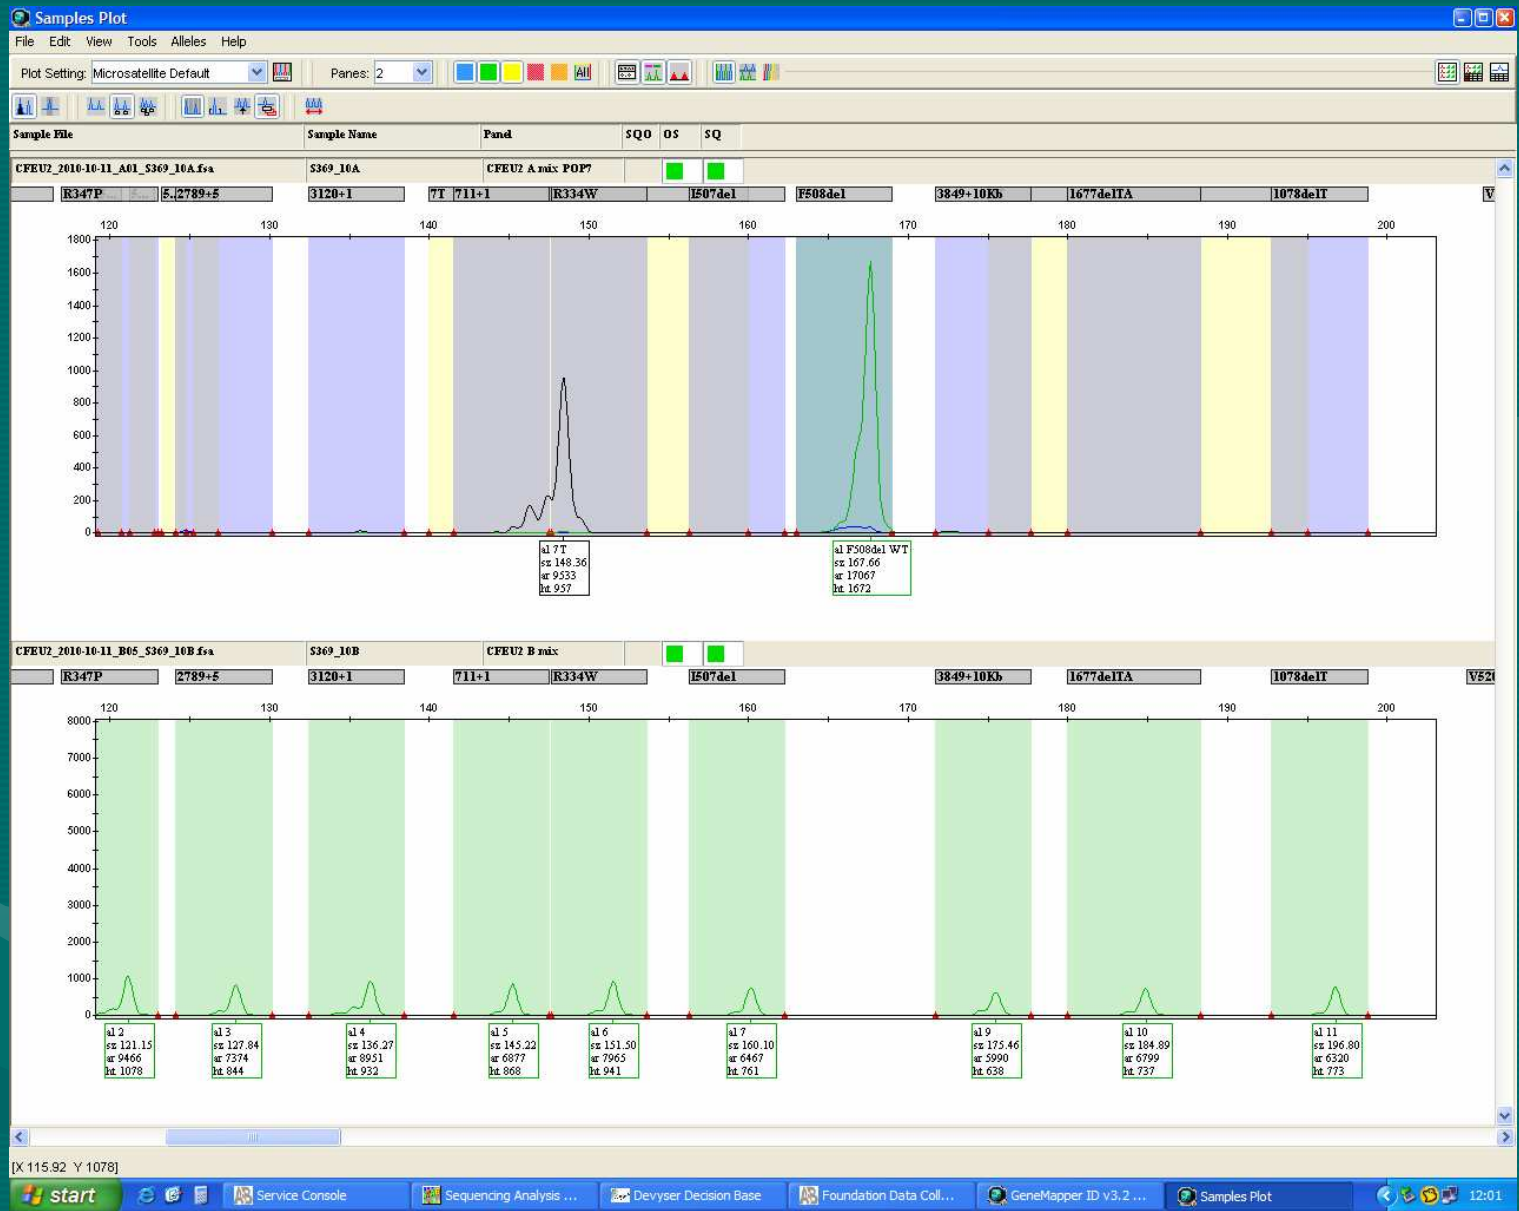 Samples Plot
File Edit View Tools Alleles Help
Plot Setting: Microsatellite Default Panes: 2 All
Sample File Sample Name Panel SQO OS SQ
CFEU2_2010-10-11_A01_S369_10A.fsa S369_10A CFEU2 A mix POP7
R347P 5... 5..2789+5 3120+1 7T 711+1 R334W I507del F508del 3849+10Kb 1677delTA 1078delT V
120 130 140 150 160 170 180 190 200
1800
1600
1400
1200
1000
800
600
400
200
0
al 7T al F508del WT
sz 148.36 sz 167.66
ar 9533 ar 17067
ht 957 ht 1672
CFEU2_2010-10-11_B05_S369_10B.fsa S369_10B CFEU2 B mix
R347P 2789+5 3120+1 711+1 R334W I507del 3849+10Kb 1677delTA 1078delT V520
120 130 140 150 160 170 180 190 200
8000
7000
6000
5000
4000
3000
2000
1000
0
al 2 al 3 al 4 al 5 al 6 al 7 al 9 al 10 al 11
sz 121.15 sz 127.84 sz 136.27 sz 145.22 sz 151.50 sz 160.10 sz 175.46 sz 184.89 sz 196.80
ar 9466 ar 7374 ar 8951 ar 6877 ar 7965 ar 6467 ar 5990 ar 6799 ar 6320
ht 1078 ht 844 ht 932 ht 868 ht 941 ht 761 ht 638 ht 737 ht 773
[X 115.92 Y 1078]
start Service Console Sequencing Analysis ... Devyser Decision Base Foundation Data Coll... GeneMapper ID v3.2 ... Samples Plot 12:01